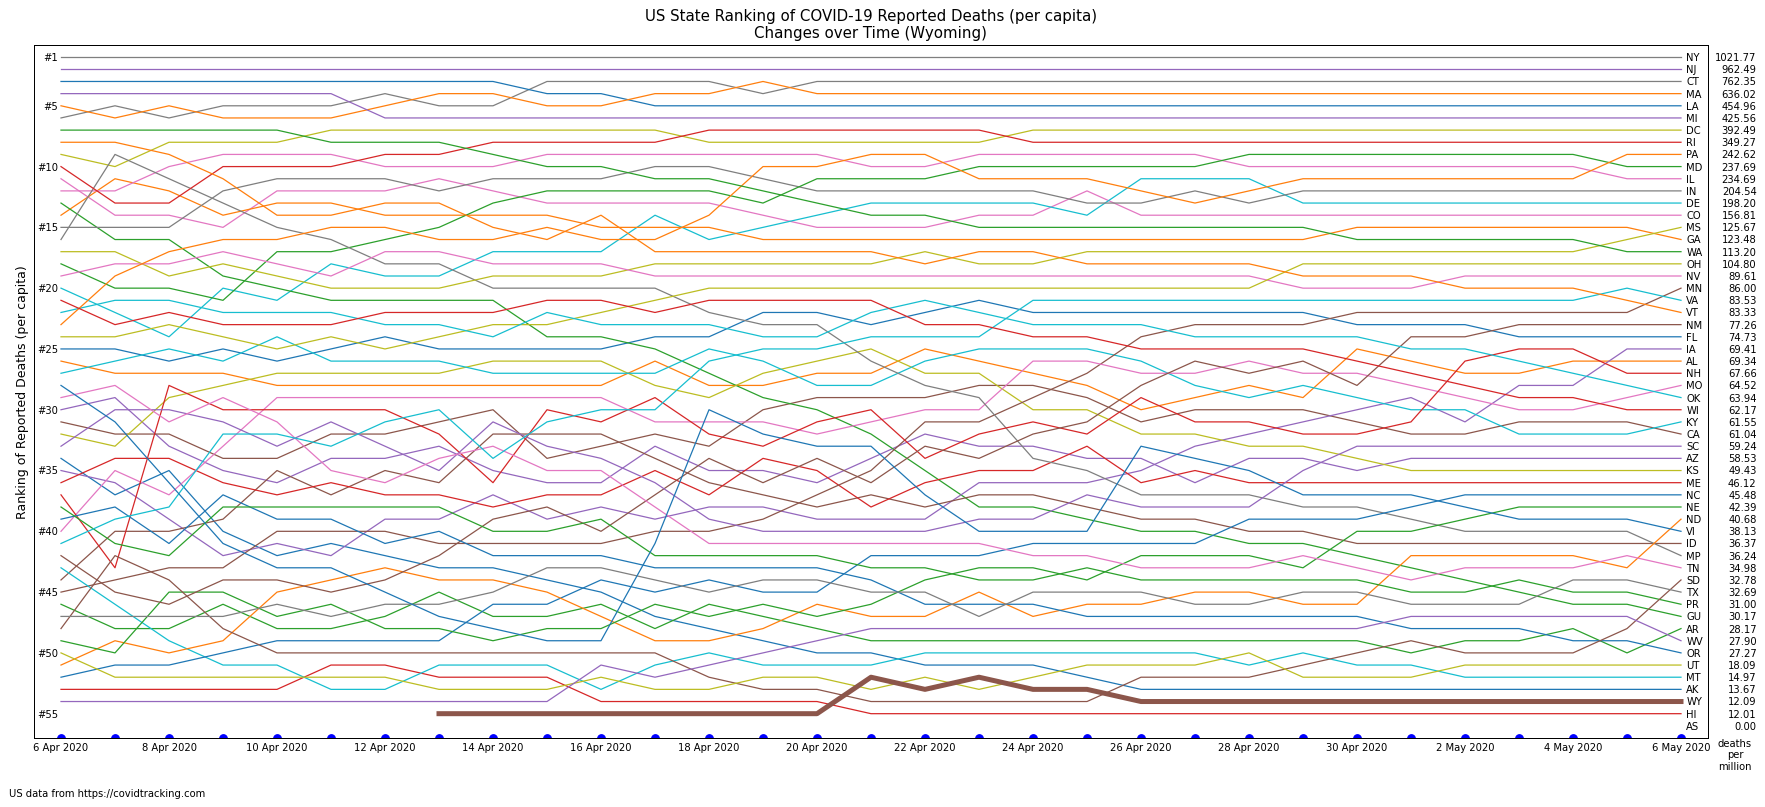 US State Ranking of COVID-19 Reported Deaths (per capita)
Changes over Time (Wyoming)
Ranking of Reported Deaths (per capita)
#1
#5
#10
#15
#20
#25
#30
#35
#40
#45
#50
#55
NY 1021.77
NJ 962.49
CT 762.35
MA 636.02
LA 454.96
MI 425.56
DC 392.49
RI 349.27
PA 242.62
MD 237.69
IL 234.69
IN 204.54
DE 198.20
CO 156.81
MS 125.67
GA 123.48
WA 113.20
OH 104.80
NV 89.61
MN 86.00
VA 83.53
VT 83.33
NM 77.26
FL 74.73
IA 69.41
AL 69.34
NH 67.66
MO 64.52
OK 63.94
WI 62.17
KY 61.55
CA 61.04
SC 59.24
AZ 58.53
KS 49.43
ME 46.12
NC 45.48
NE 42.39
ND 40.68
VI 38.13
ID 36.37
MP 36.24
TN 34.98
SD 32.78
TX 32.69
PR 31.00
GU 30.17
AR 28.17
WV 27.90
OR 27.27
UT 18.09
MT 14.97
AK 13.67
WY 12.09
HI 12.01
AS 0.00
6 Apr 2020 8 Apr 2020 10 Apr 2020 12 Apr 2020 14 Apr 2020 16 Apr 2020 18 Apr 2020 20 Apr 2020 22 Apr 2020 24 Apr 2020 26 Apr 2020 28 Apr 2020 30 Apr 2020 2 May 2020 4 May 2020 6 May 2020
deaths
per
million
US data from https://covidtracking.com